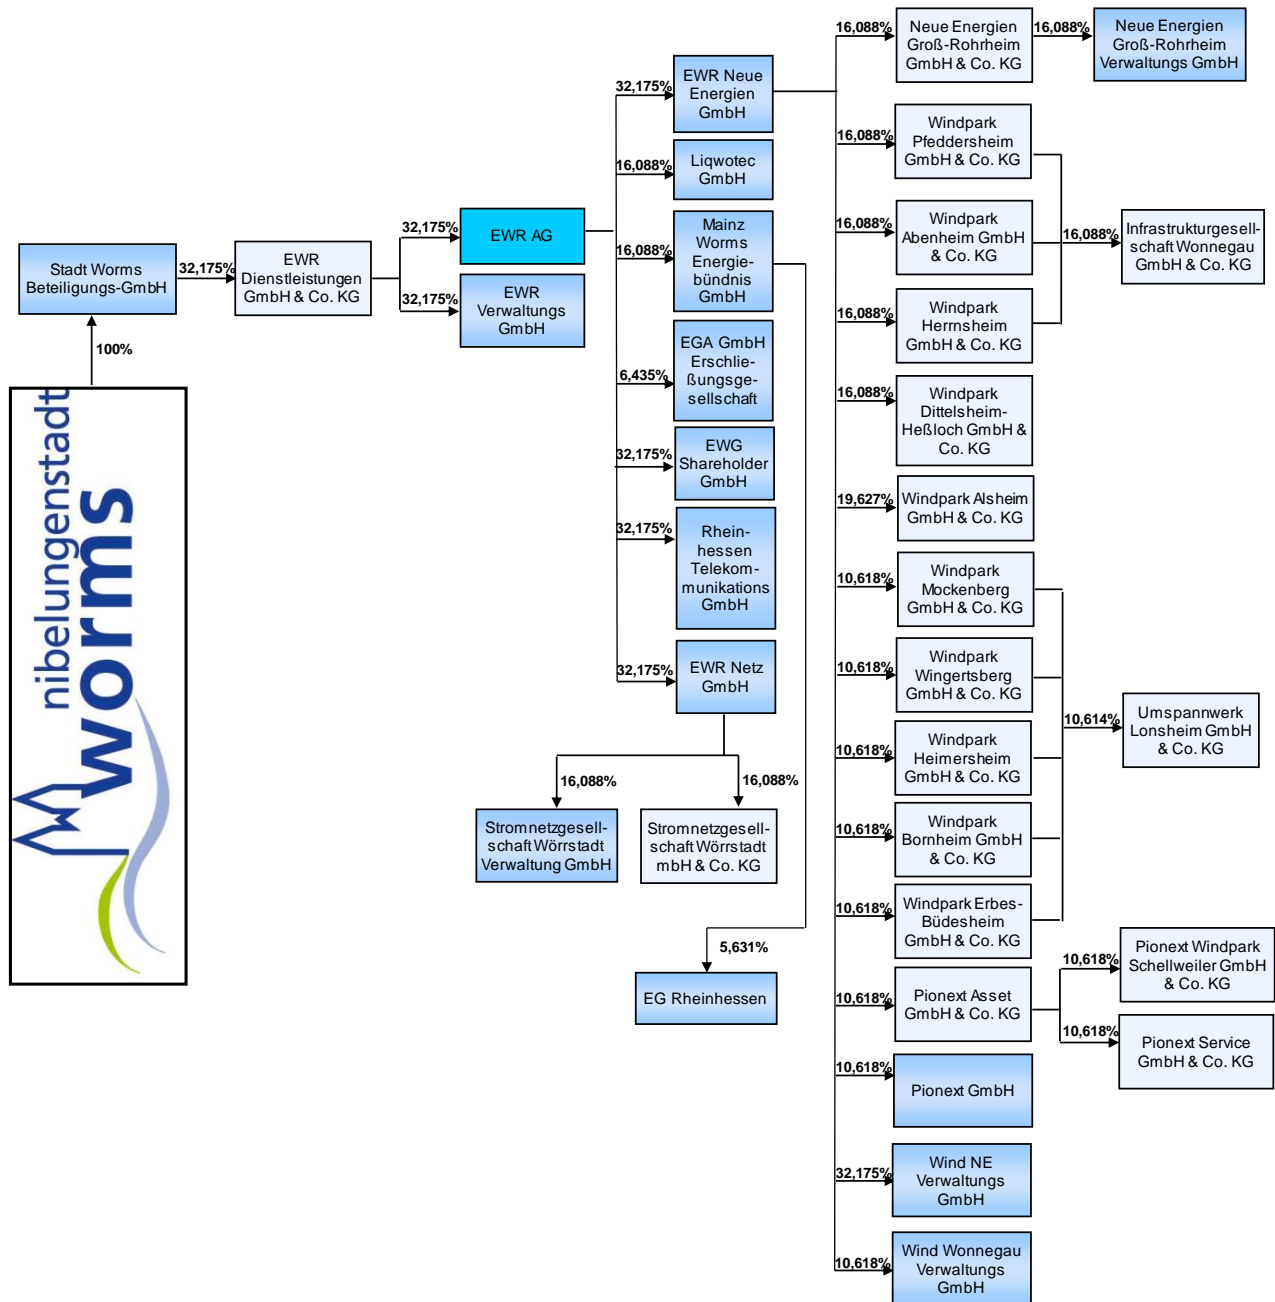 nibelungenstadt
worms
100%
Stadt Worms
Beteiligungs-GmbH
32,175%
EWR
Dienstleistungen
GmbH & Co. KG
32,175%
EWR AG
32,175%
EWR
Verwaltungs
GmbH
32,175%
EWR Neue
Energien
GmbH
16,088%
Liqwotec
GmbH
16,088%
Mainz
Worms
Energie-
bündnis
GmbH
6,435%
EGA GmbH
Erschlie-
ßungsge-
sellschaft
32,175%
EWG
Shareholder
GmbH
32,175%
Rhein-
hessen
Telekom-
munikations
GmbH
32,175%
EWR Netz
GmbH
16,088%
Stromnetzgesell-
schaft Wörrstadt
Verwaltung GmbH
16,088%
Stromnetzgesell-
schaft Wörrstadt
mbH & Co. KG
5,631%
EG Rheinhessen
16,088%
Neue Energien
Groß-Rohrheim
GmbH & Co. KG
16,088%
Neue Energien
Groß-Rohrheim
Verwaltungs GmbH
16,088%
Windpark
Pfeddersheim
GmbH & Co. KG
16,088%
Windpark
Abenheim GmbH
& Co. KG
16,088%
Windpark
Herrnsheim
GmbH & Co. KG
16,088%
Infrastrukturgesell-
schaft Wonnegau
GmbH & Co. KG
16,088%
Windpark
Dittelsheim-
Heßloch GmbH &
Co. KG
19,627%
Windpark Alsheim
GmbH & Co. KG
10,618%
Windpark
Mockenberg
GmbH & Co. KG
10,618%
Windpark
Wingertsberg
GmbH & Co. KG
10,618%
Windpark
Heimersheim
GmbH & Co. KG
10,618%
Windpark
Bornheim GmbH
& Co. KG
10,618%
Windpark Erbes-
Büdesheim
GmbH & Co. KG
10,614%
Umspannwerk
Lonsheim GmbH
& Co. KG
10,618%
Pionext Asset
GmbH & Co. KG
10,618%
Pionext Windpark
Schellweiler GmbH
& Co. KG
10,618%
Pionext Service
GmbH & Co. KG
10,618%
Pionext GmbH
32,175%
Wind NE
Verwaltungs
GmbH
10,618%
Wind Wonnegau
Verwaltungs
GmbH